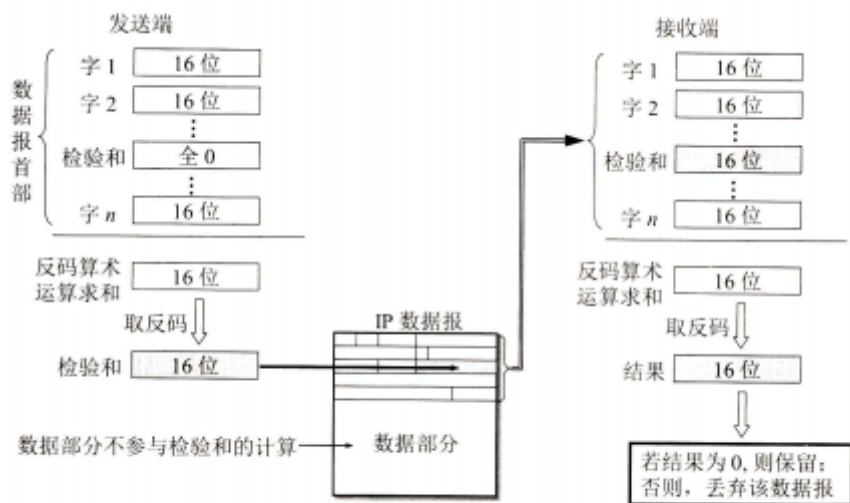 发送端
数据报首部
字 1
16 位
字 2
16 位
⋮
检验和
全 0
⋮
字 n
16 位
反码算术
运算求和
16 位
取反码
检验和
16 位
数据部分不参与检验和的计算
IP 数据报
数据部分
接收端
字 1
16 位
字 2
16 位
⋮
检验和
16 位
⋮
字 n
16 位
反码算术
运算求和
16 位
取反码
结果
16 位
若结果为 0, 则保留;
否则，丢弃该数据报